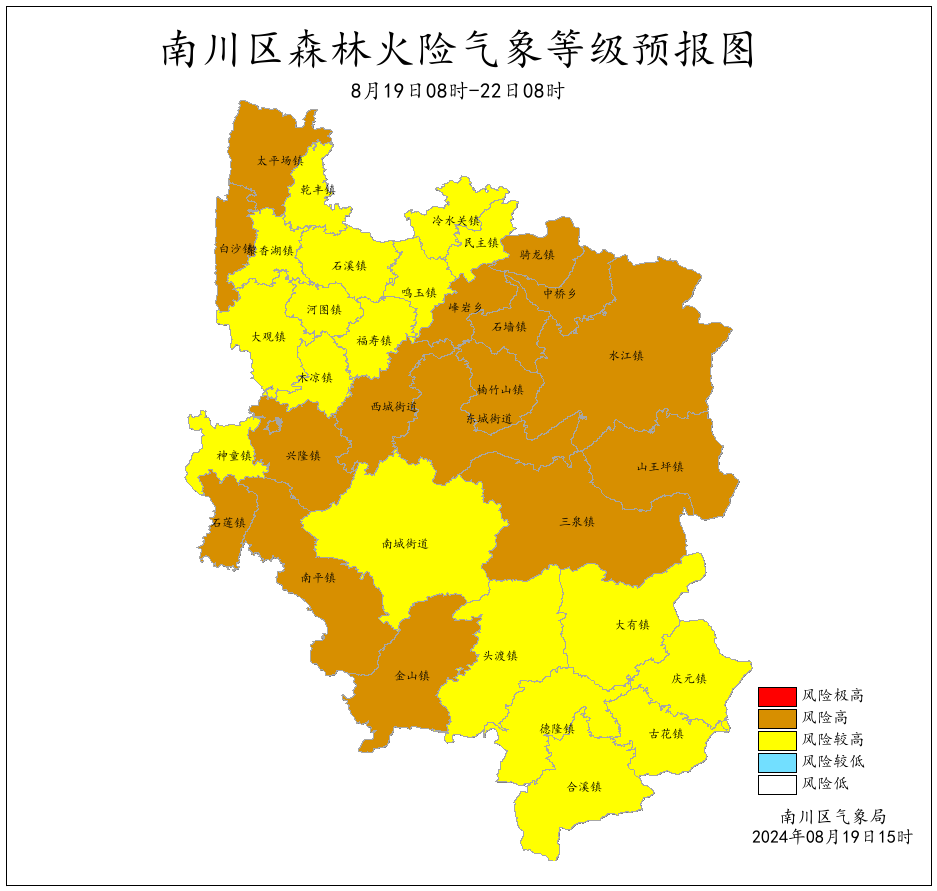 南川区森林火险气象等级预报图
8月19日08时-22日08时
太平场镇
乾丰镇
冷水关镇
民主镇
白沙镇
黎香湖镇
骑龙镇
石溪镇
鸣玉镇
中桥乡
河图镇
峰岩乡
石墙镇
大观镇
福寿镇
水江镇
木凉镇
楠竹山镇
西城街道
东城街道
神童镇
兴隆镇
山王坪镇
石莲镇
三泉镇
南城街道
南平镇
大有镇
头渡镇
金山镇
庆元镇
德隆镇
古花镇
合溪镇
风险极高
风险高
风险较高
风险较低
风险低
南川区气象局
2024年08月19日15时